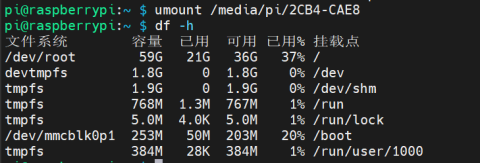 pi@raspberrypi:~ $ umount /media/pi/2CB4-CAE8
pi@raspberrypi:~ $ df -h
文件系统 容量 已用 可用 已用% 挂载点
/dev/root 59G 21G 36G 37% /
devtmpfs 1.8G 0 1.8G 0% /dev
tmpfs 1.9G 0 1.9G 0% /dev/shm
tmpfs 768M 1.3M 767M 1% /run
tmpfs 5.0M 4.0K 5.0M 1% /run/lock
/dev/mmcblk0p1 253M 50M 203M 20% /boot
tmpfs 384M 28K 384M 1% /run/user/1000